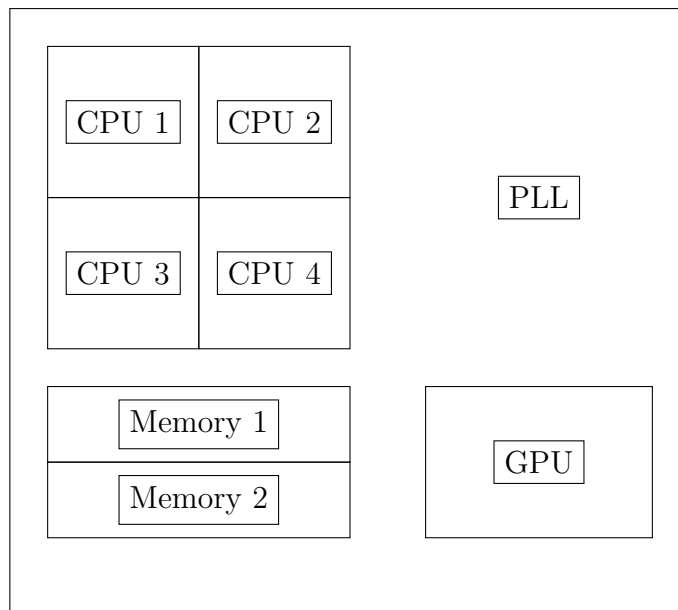 CPU 1
CPU 2
PLL
CPU 3
CPU 4
Memory 1
GPU
Memory 2